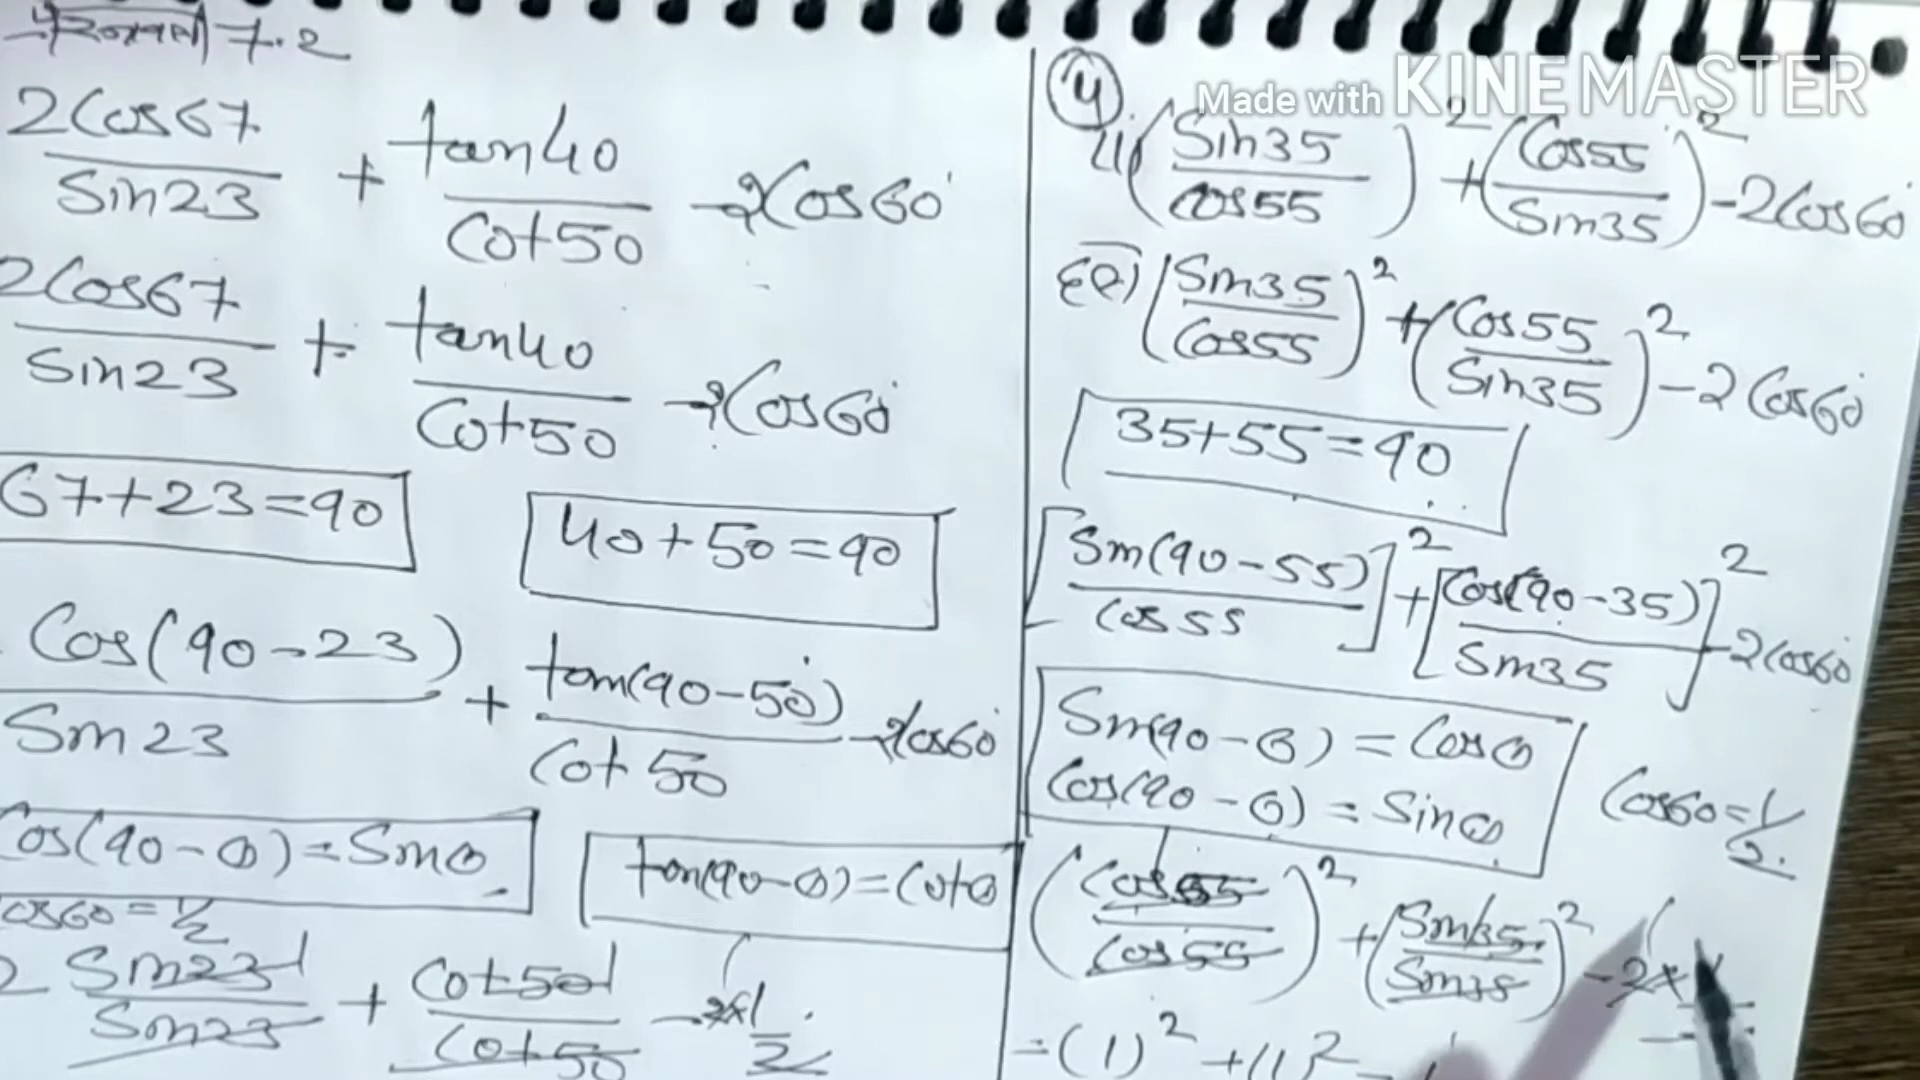 7.2
2Cos67/Sin23 + tan40/Cot50 - 2Cos60
2Cos67/Sin23 + tan40/Cot50 - 2Cos60
67+23=90
40+50=90
Cos(90-23)/Sin23 + tan(90-50)/Cot50 - 2Cos60
Cos(90-θ)=Sinθ
tan(90-θ)=Cotθ
Cos60=1/2
2 Sin23/Sin23 + Cot50/Cot50 - 2×1/2
4
ii) (Sin35/Cos55)² + (Cos55/Sin35)² - 2Cos60
हल) (Sin35/Cos55)² + (Cos55/Sin35)² - 2Cos60
35+55=90
[Sin(90-55)/Cos55]² + [Cos(90-35)/Sin35]² - 2Cos60
Sin(90-θ)=Cosθ
Cos(90-θ)=Sinθ
Cos60=1/2
(Cos55/Cos55)² + (Sin35/Sin35)² - 2×
=(1)² + (1)² - 1
Made with KINEMASTER